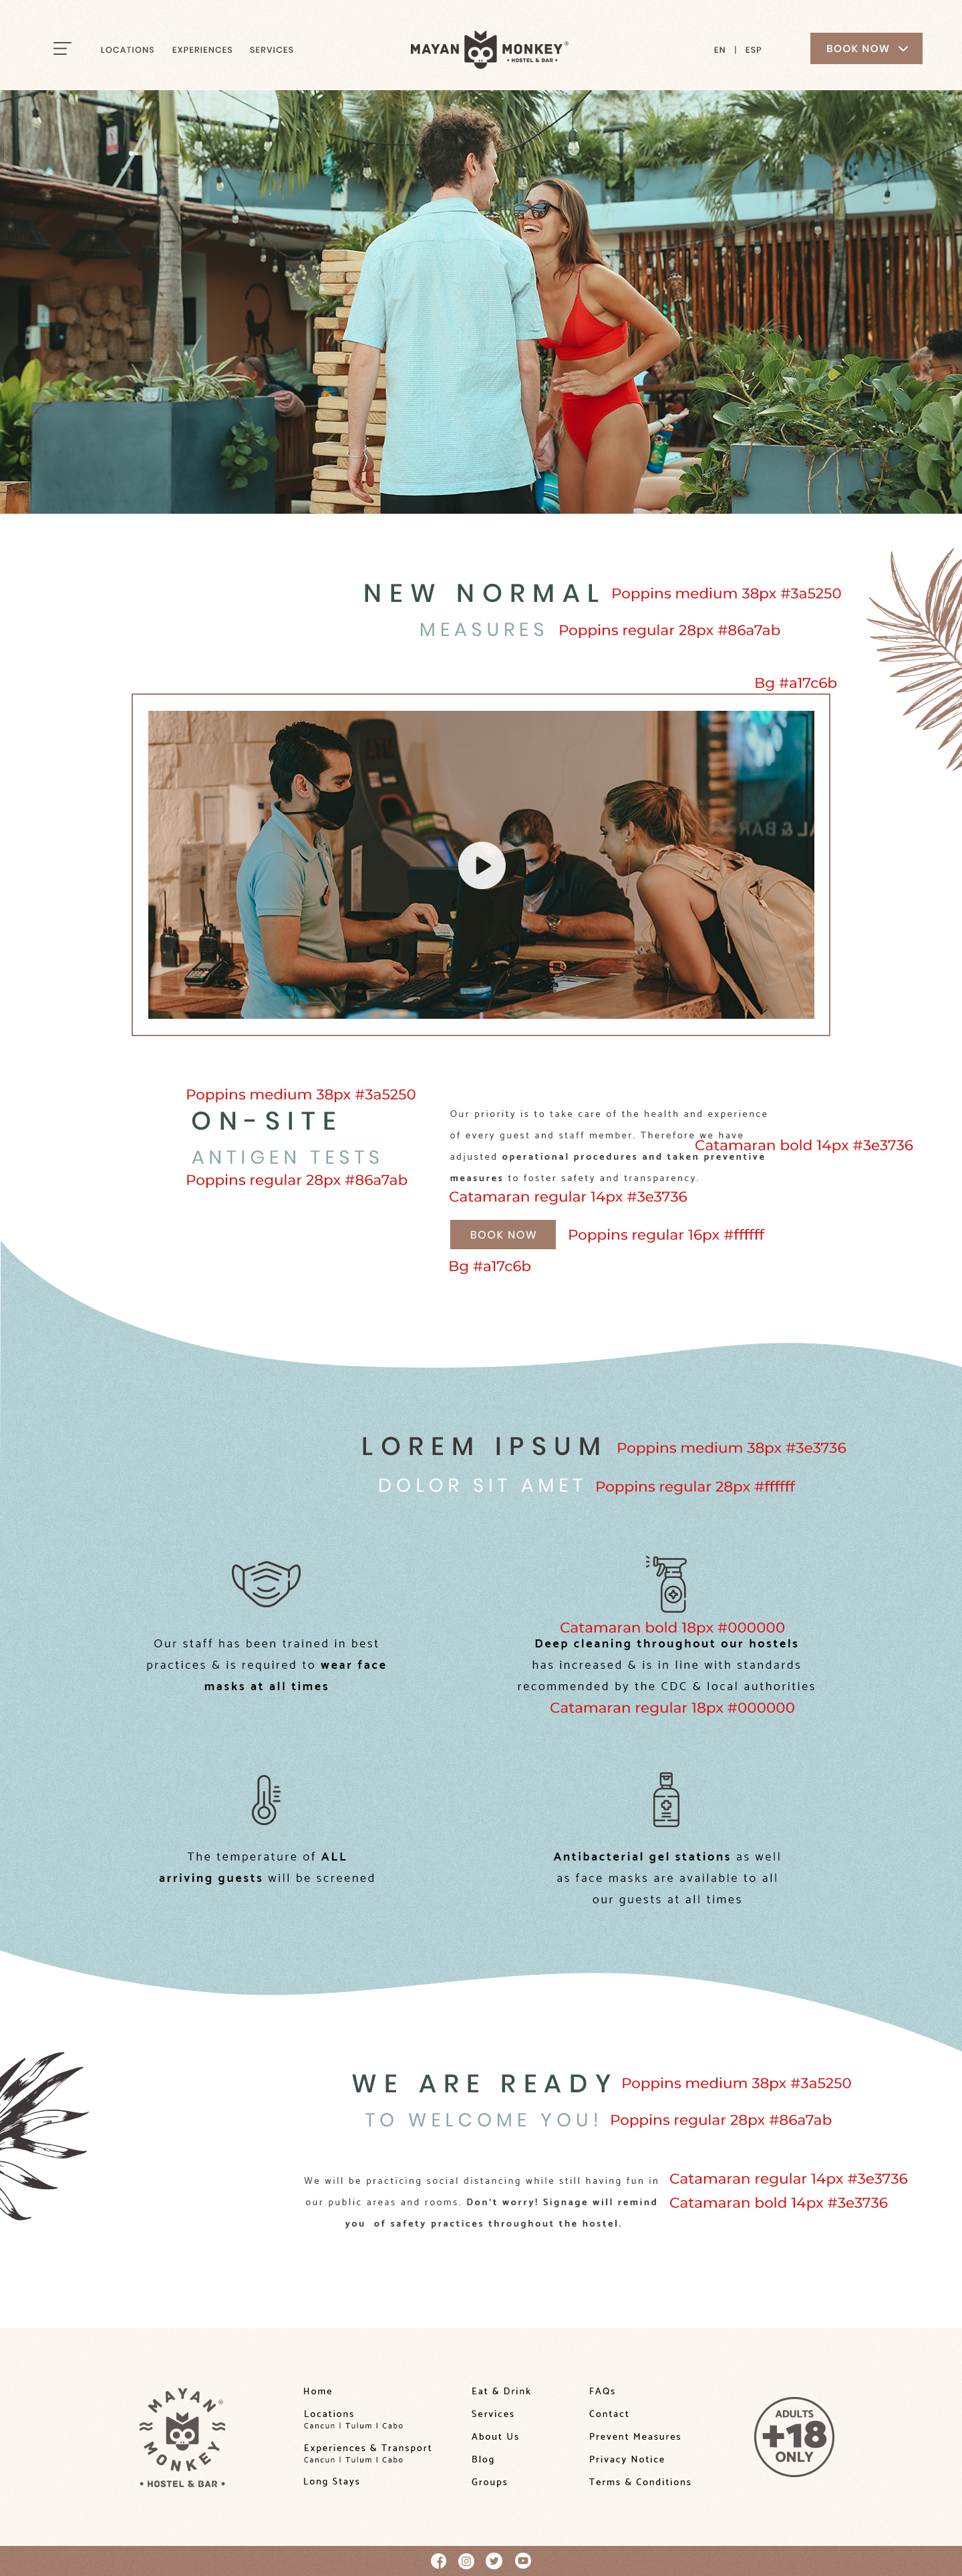 LOCATIONS EXPERIENCES SERVICES
MAYAN MONKEY®
• HOSTEL & BAR •
EN | ESP
BOOK NOW
NEW NORMAL Poppins medium 38px #3a5250
MEASURES Poppins regular 28px #86a7ab
Bg #a17c6b
Poppins medium 38px #3a5250
ON-SITE
ANTIGEN TESTS
Poppins regular 28px #86a7ab
Our priority is to take care of the health and experience
of every guest and staff member. Therefore we have
Catamaran bold 14px #3e3736
adjusted operational procedures and taken preventive
measures to foster safety and transparency.
Catamaran regular 14px #3e3736
BOOK NOW Poppins regular 16px #ffffff
Bg #a17c6b
LOREM IPSUM Poppins medium 38px #3e3736
DOLOR SIT AMET Poppins regular 28px #ffffff
Our staff has been trained in best
practices & is required to wear face
masks at all times
Catamaran bold 18px #000000
Deep cleaning throughout our hostels
has increased & is in line with standards
recommended by the CDC & local authorities
Catamaran regular 18px #000000
The temperature of ALL
arriving guests will be screened
Antibacterial gel stations as well
as face masks are available to all
our guests at all times
WE ARE READY Poppins medium 38px #3a5250
TO WELCOME YOU! Poppins regular 28px #86a7ab
We will be practicing social distancing while still having fun in Catamaran regular 14px #3e3736
our public areas and rooms. Don't worry! Signage will remind Catamaran bold 14px #3e3736
you of safety practices throughout the hostel.
MAYAN ®
MONKEY
• HOSTEL & BAR •
Home
Locations
Cancun | Tulum | Cabo
Experiences & Transport
Cancun | Tulum | Cabo
Long Stays
Eat & Drink
Services
About Us
Blog
Groups
FAQs
Contact
Prevent Measures
Privacy Notice
Terms & Conditions
ADULTS
+18
ONLY